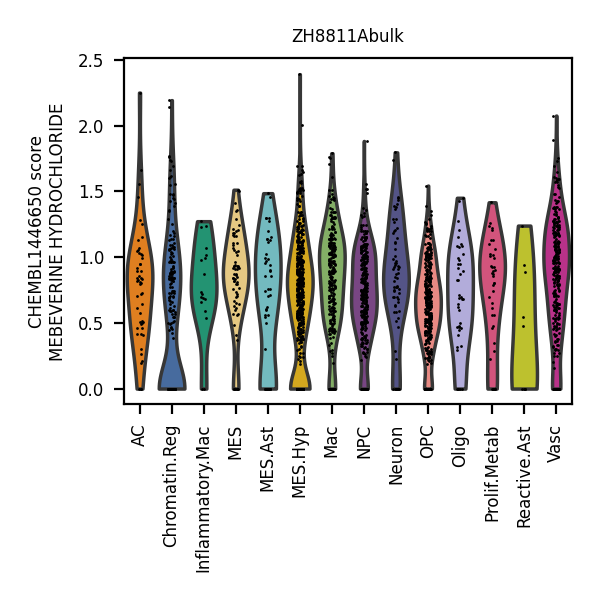 ZH8811Abulk
CHEMBL1446650 score
MEBEVERINE HYDROCHLORIDE
2.5
2.0
1.5
1.0
0.5
0.0
AC
Chromatin.Reg
Inflammatory.Mac
MES
MES.Ast
MES.Hyp
Mac
NPC
Neuron
OPC
Oligo
Prolif.Metab
Reactive.Ast
Vasc